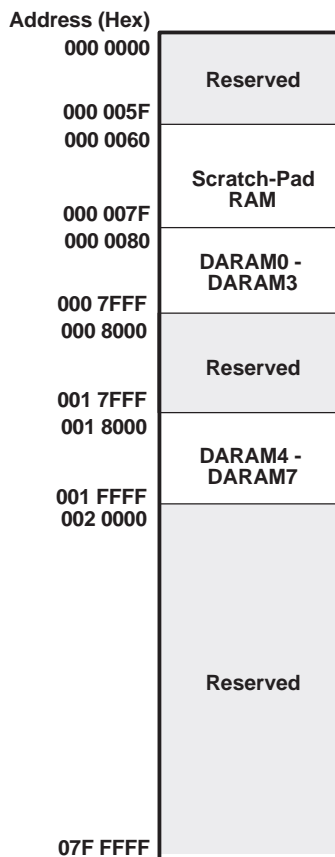 Address (Hex)
000 0000
Reserved
000 005F
000 0060
Scratch-Pad
RAM
000 007F
000 0080
DARAM0 -
DARAM3
000 7FFF
000 8000
Reserved
001 7FFF
001 8000
DARAM4 -
DARAM7
001 FFFF
002 0000
Reserved
07F FFFF